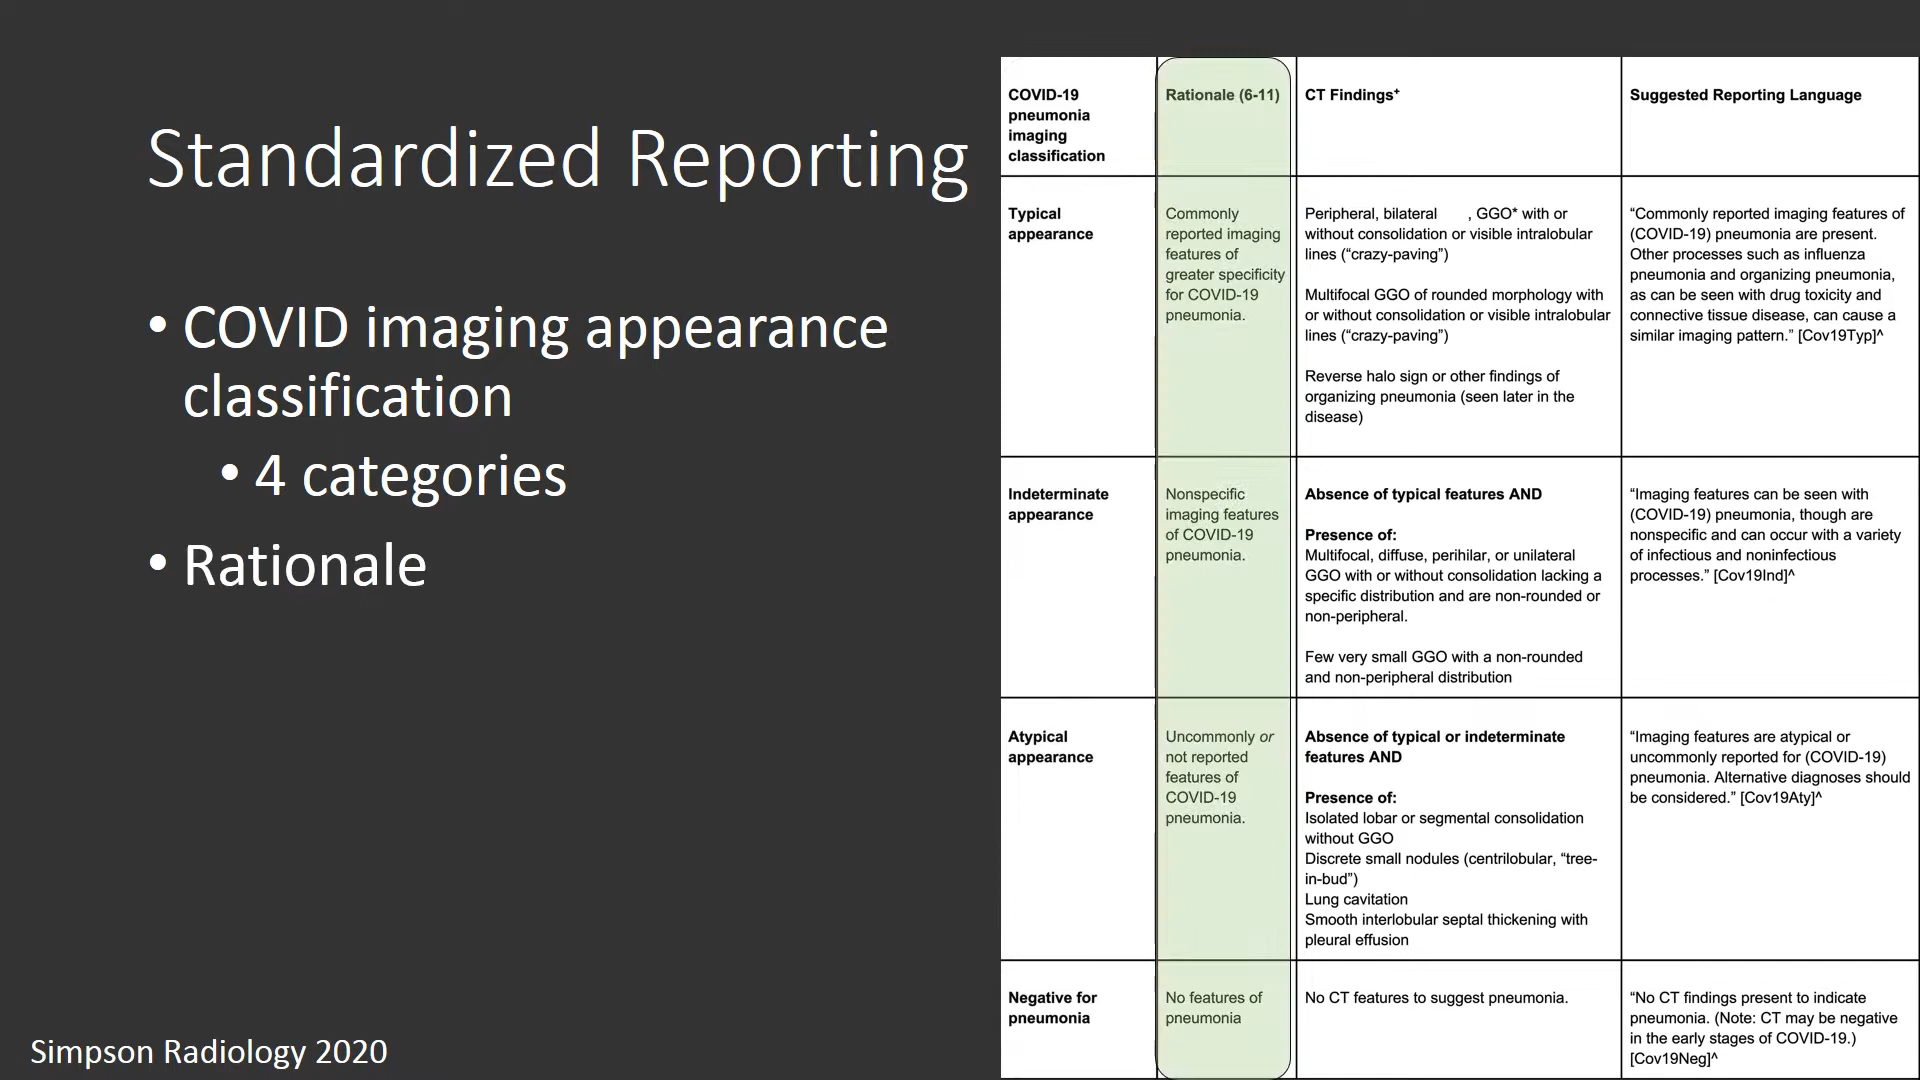 Standardized Reporting
• COVID imaging appearance
classification
• 4 categories
• Rationale
Simpson Radiology 2020
COVID-19
pneumonia
imaging
classification
Rationale (6-11)
CT Findings⁺
Suggested Reporting Language
Typical
appearance
Commonly
reported imaging
features of
greater specificity
for COVID-19
pneumonia.
Peripheral, bilateral , GGO* with or
without consolidation or visible intralobular
lines (“crazy-paving”)
Multifocal GGO of rounded morphology with
or without consolidation or visible intralobular
lines (“crazy-paving”)
Reverse halo sign or other findings of
organizing pneumonia (seen later in the
disease)
“Commonly reported imaging features of
(COVID-19) pneumonia are present.
Other processes such as influenza
pneumonia and organizing pneumonia,
as can be seen with drug toxicity and
connective tissue disease, can cause a
similar imaging pattern.” [Cov19Typ]^
Indeterminate
appearance
Nonspecific
imaging features
of COVID-19
pneumonia.
Absence of typical features AND
Presence of:
Multifocal, diffuse, perihilar, or unilateral
GGO with or without consolidation lacking a
specific distribution and are non-rounded or
non-peripheral.
Few very small GGO with a non-rounded
and non-peripheral distribution
“Imaging features can be seen with
(COVID-19) pneumonia, though are
nonspecific and can occur with a variety
of infectious and noninfectious
processes.” [Cov19Ind]^
Atypical
appearance
Uncommonly or
not reported
features of
COVID-19
pneumonia.
Absence of typical or indeterminate
features AND
Presence of:
Isolated lobar or segmental consolidation
without GGO
Discrete small nodules (centrilobular, “tree-
in-bud”)
Lung cavitation
Smooth interlobular septal thickening with
pleural effusion
“Imaging features are atypical or
uncommonly reported for (COVID-19)
pneumonia. Alternative diagnoses should
be considered.” [Cov19Aty]^
Negative for
pneumonia
No features of
pneumonia
No CT features to suggest pneumonia.
“No CT findings present to indicate
pneumonia. (Note: CT may be negative
in the early stages of COVID-19.)
[Cov19Neg]^